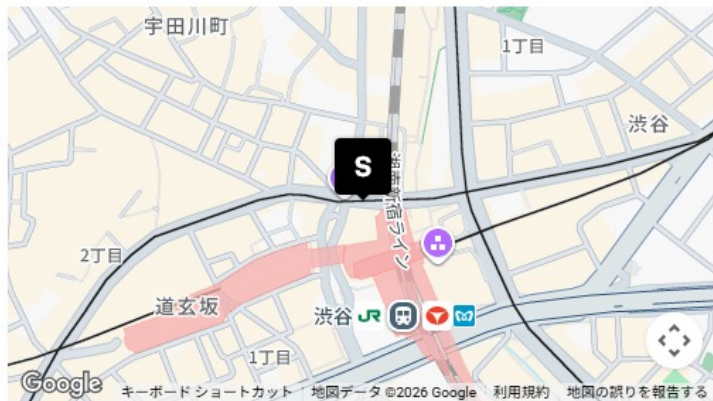 宇田川町
1丁目
渋谷
S
湘南新宿ライン
2丁目
道玄坂
渋谷 JR
1丁目
Google
キーボード ショートカット 地図データ ©2026 Google 利用規約 地図の誤りを報告する